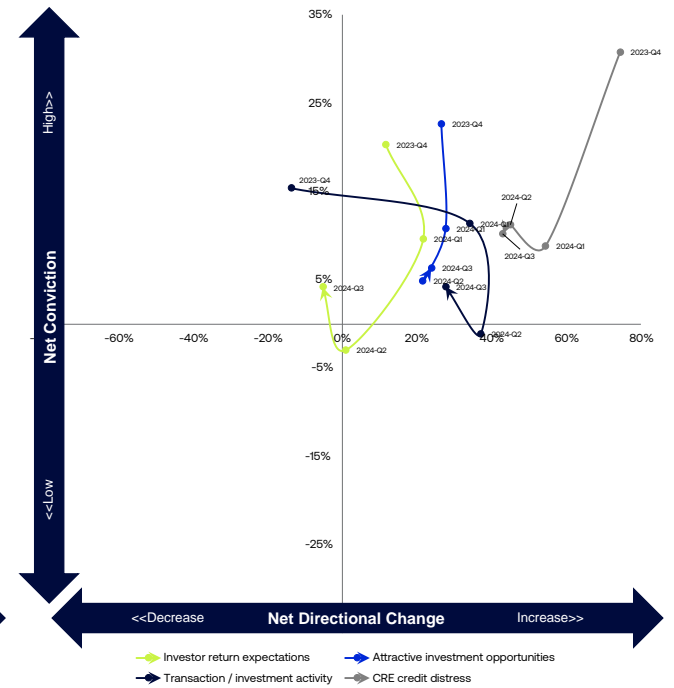 35%
2023-Q4
25%
2023-Q4
2023-Q4
2023-Q4
15%
2024-Q2
2024-Q1
2024-Q1
2024-Q1
2024-Q3
2024-Q3
2024-Q2
5%
2024-Q3
2024-Q3
2024-Q2
-60%
-40%
-20%
0%
20%
40%
60%
80%
2024-Q2
-5%
-15%
-25%
High>>
Net Conviction
<<Low
<<Decrease Net Directional Change Increase>>
Investor return expectations Attractive investment opportunities
Transaction / investment activity CRE credit distress